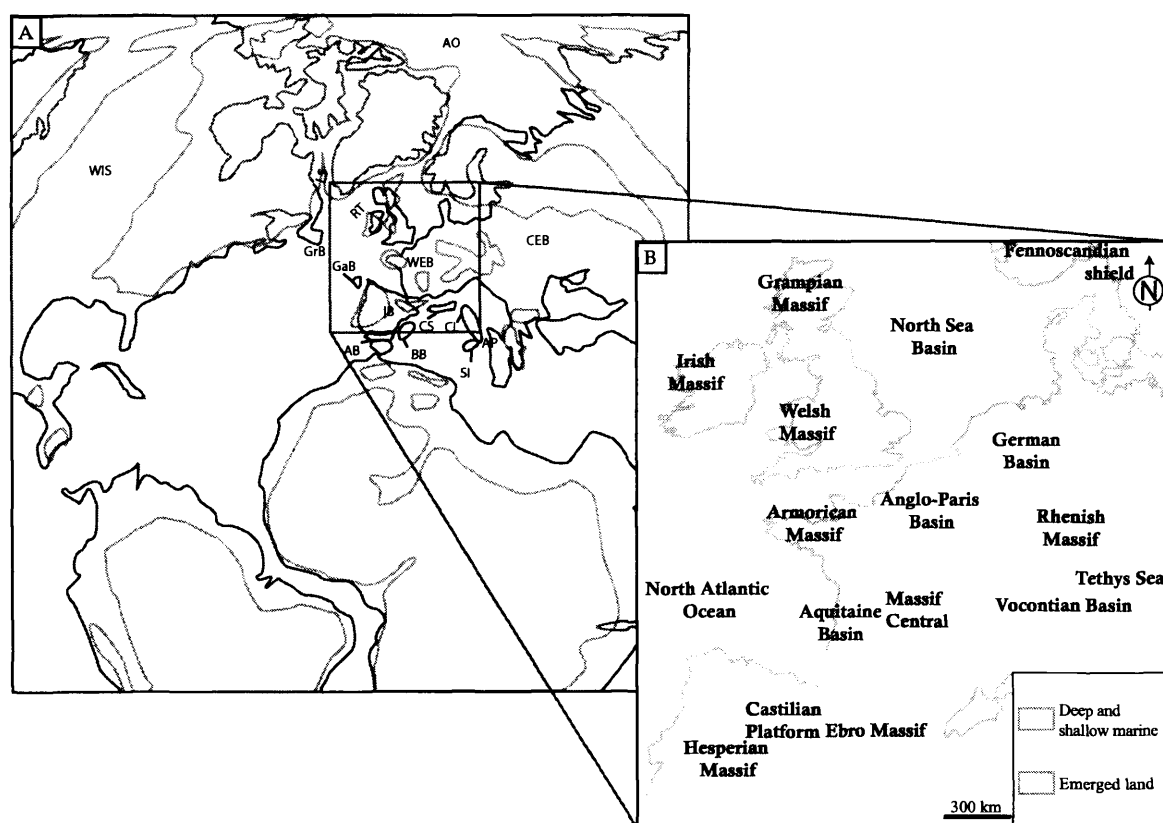 A
AO
WIS
RT
GrB
CEB
WEB
GaB
IB
CS
CI
AP
AB
BB
SI
B
Fennoscandian
shield
N
Grampian
Massif
North Sea
Basin
Irish
Massif
Welsh
Massif
German
Basin
Anglo-Paris
Basin
Armorican
Massif
Rhenish
Massif
Tethys Sea
North Atlantic
Ocean
Massif
Central
Vocontian Basin
Aquitaine
Basin
Castilian
Platform
Ebro Massif
Hesperian
Massif
Deep and
shallow marine
Emerged land
300 km